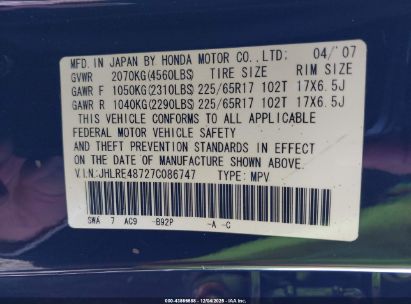 MFD. IN JAPAN BY HONDA MOTOR CO., LTD: 04/'07
GVWR 2070KG(4560LBS) TIRE SIZE RIM SIZE
GAWR F 1050KG(2310LBS) 225/65R17 102T 17X6.5J
GAWR R 1040KG(2290LBS) 225/65R17 102T 17X6.5J
THIS VEHICLE CONFORMS TO ALL APPLICABLE
FEDERAL MOTOR VEHICLE SAFETY
AND THEFT PREVENTION STANDARDS IN EFFECT
ON THE DATE OF MANUFACTURE SHOWN ABOVE.
V.I.N: JHLRE48727C086747 TYPE: MPV
SWA 7 AC9 -B92P -A -C